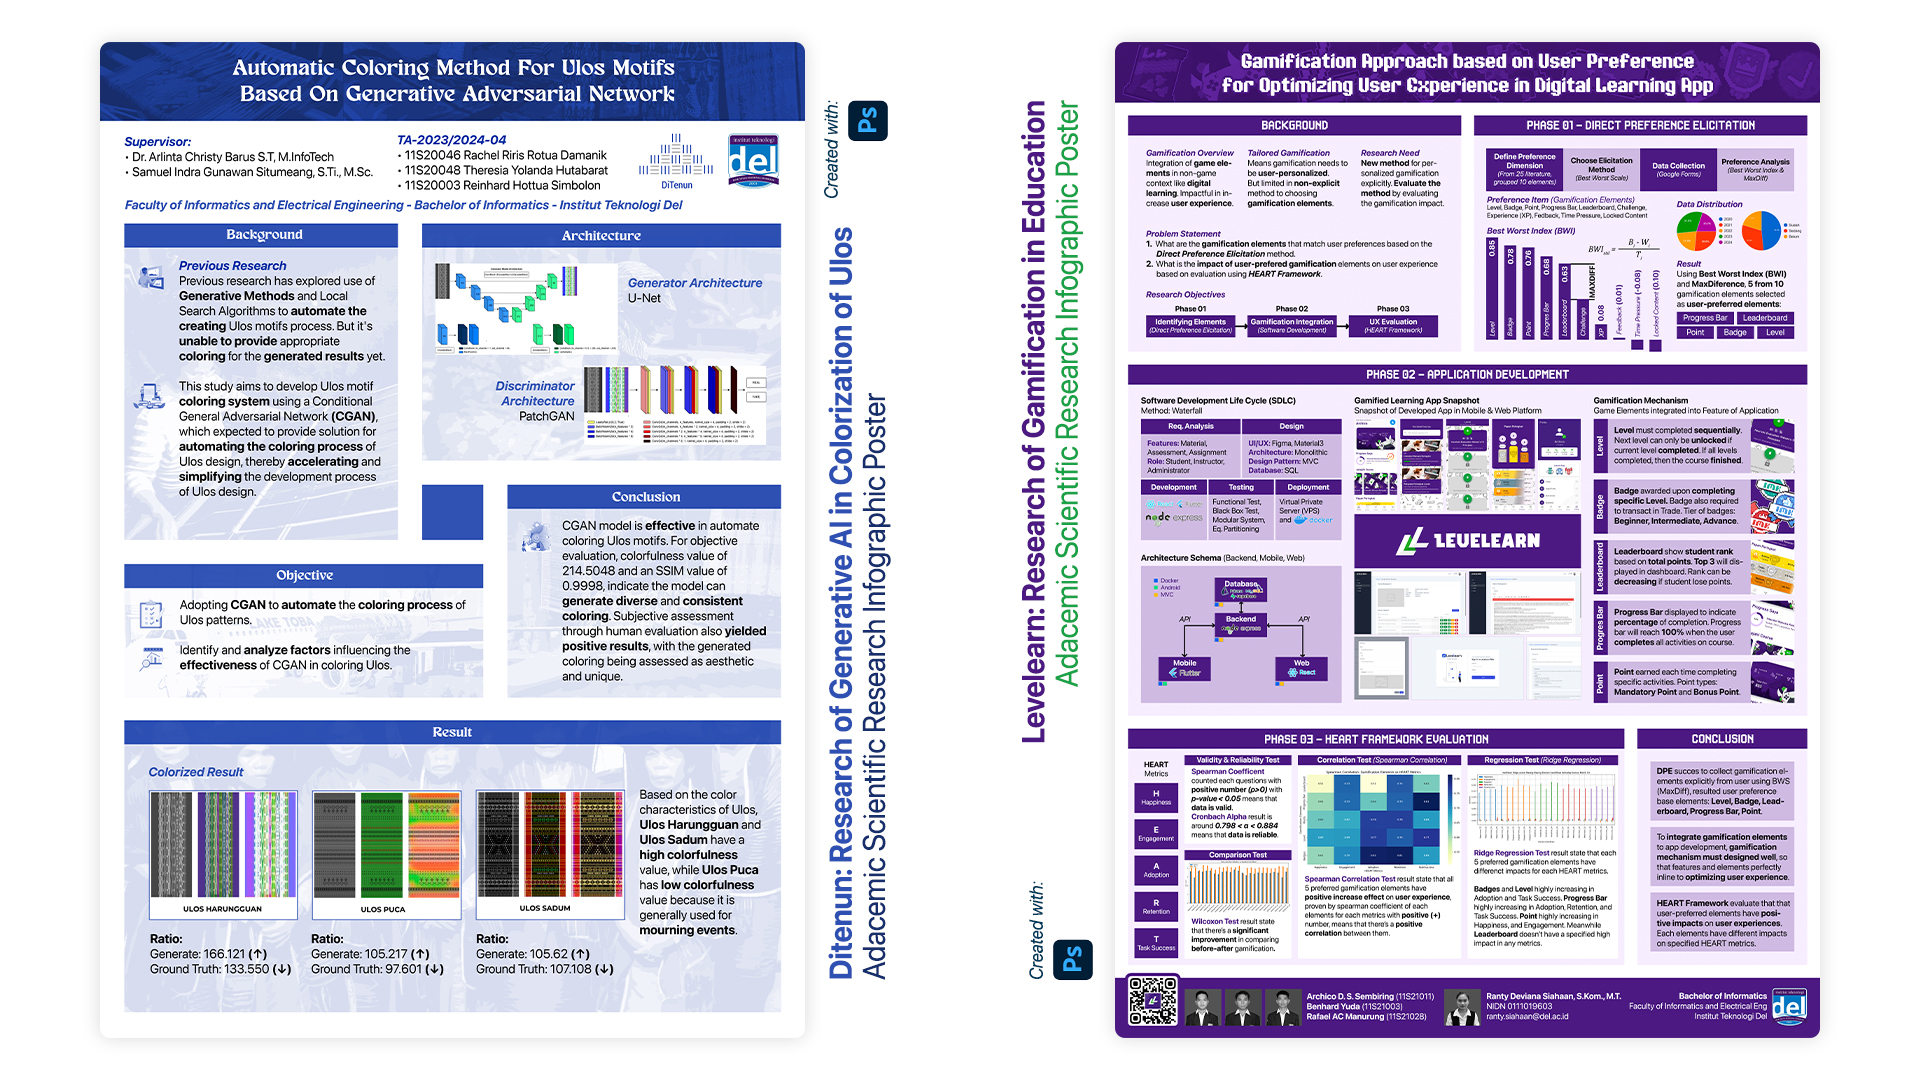 Automatic Coloring Method For Ulos Motifs
Based On Generative Adversarial Network
Supervisor:
• Dr. Arlinta Christy Barus S.T, M.InfoTech
• Samuel Indra Gunawan Situmeang, S.Ti., M.Sc.
TA-2023/2024-04
• 11S20046 Rachel Riris Rotua Damanik
• 11S20048 Theresia Yolanda Hutabarat
• 11S20003 Reinhard Hottua Simbolon
DiTenun
institut teknologi
del
Faculty of Informatics and Electrical Engineering - Bachelor of Informatics - Institut Teknologi Del
Background
Previous Research
Previous research has explored use of
Generative Methods and Local
Search Algorithms to automate the
creating Ulos motifs process. But it's
unable to provide appropriate
coloring for the generated results yet.
This study aims to develop Ulos motif
coloring system using a Conditional
General Adversarial Network (CGAN),
which expected to provide solution for
automating the coloring process of
Ulos design, thereby accelerating and
simplifying the development process
of Ulos design.
Architecture
Generator Architecture
U-Net
Discriminator
Architecture
PatchGAN
Objective
Adopting CGAN to automate the coloring process of
Ulos patterns.
Identify and analyze factors influencing the
effectiveness of CGAN in coloring Ulos.
LAKE TOBA
Conclusion
CGAN model is effective in automate
coloring Ulos motifs. For objective
evaluation, colorfulness value of
214.5048 and an SSIM value of
0.9998, indicate the model can
generate diverse and consistent
coloring. Subjective assessment
through human evaluation also yielded
positive results, with the generated
coloring being assessed as aesthetic
and unique.
Result
Colorized Result
ULOS HARUNGGUAN
ULOS PUCA
ULOS SADUM
Ratio:
Generate: 166.121 (↑)
Ground Truth: 133.550 (↓)
Ratio:
Generate: 105.217 (↑)
Ground Truth: 97.601 (↓)
Ratio:
Generate: 105.62 (↑)
Ground Truth: 107.108 (↓)
Based on the color
characteristics of Ulos,
Ulos Harungguan and
Ulos Sadum have a
high colorfulness
value, while Ulos Puca
has low colorfulness
value because it is
generally used for
mourning events.
Created with:
Ps
Ditenun: Research of Generative AI in Colorization of Ulos
Adacemic Scientific Research Infographic Poster
Levelearn: Research of Gamification in Education
Adacemic Scientific Research Infographic Poster
Created with:
Ps
Gamification Approach based on User Preference
for Optimizing User Experience in Digital Learning App
BACKGROUND
Gamification Overview
Integration of game ele-
ments in non-game
context like digital
learning. Impactful in in-
crease user experience.
Tailored Gamification
Means gamification needs to
be user-personalized.
But limited in non-explicit
method to choosing
gamification elements.
Research Need
New method for per-
sonalized gamification
explicitly. Evaluate the
method by evaluating
the gamification impact.
Problem Statement
1. What are the gamification elements that match user preferences based on the
Direct Preference Elicitation method.
2. What is the impact of user-prefered gamification elements on user experience
based on evaluation using HEART Framework.
Research Objectives
Phase 01
Identifying Elements
(Direct Preference Elicitation)
Phase 02
Gamification Integration
(Software Development)
Phase 03
UX Evaluation
(HEART Framework)
PHASE 01 - DIRECT PREFERENCE ELICITATION
Define Preference
Dimension
(From 25 literature,
grouped 10 elements)
Choose Elicitation
Method
(Best Worst Scale)
Data Collection
(Google Forms)
Preference Analysis
(Best Worst Index &
MaxDiff)
Preference Item (Gamification Elements)
Level, Badge, Point, Progress Bar, Leaderboard, Challenge,
Experience (XP), Fedback, Time Pressure, Locked Content
Best Worst Index (BWI)
0.85
Level
0.78
Badge
0.76
Point
0.68
Progress Bar
0.63
Leaderboard
MAXDIFF
Challenge
XP 0.08
Feedback (0.01)
Time Pressure (-0.08)
Locked Content (0.10)
Data Distribution
Result
Using Best Worst Index (BWI)
and MaxDiference, 5 from 10
gamification elements selected
as user-preferred elements:
Progress Bar
Leaderboard
Point
Badge
Level
PHASE 02 - APPLICATION DEVELOPMENT
Software Development Life Cycle (SDLC)
Method: Waterfall
Req. Analysis
Features: Material,
Assessment, Assignment
Role: Student, Instructor,
Administrator
Design
UI/UX: Figma, Material3
Architecture: Monolithic
Design Pattern: MVC
Database: SQL
Development
node express
Testing
Functional Test,
Black Box Test,
Modular System,
Eq. Partitioning
Deployment
Virtual Private
Server (VPS)
and docker
Architecture Schema (Backend, Mobile, Web)
Docker
Android
MVC
Database
Backend
API
API
Mobile
Flutter
Web
React
Gamified Learning App Snapshot
Snapshot of Developed App in Mobile & Web Platform
LEVELEARN
Gamification Mechanism
Game Elements integrated into Feature of Application
Level
Level must completed sequentially.
Next level can only be unlocked if
current level completed. If all levels
completed, then the course finished.
Badge
Badge awarded upon completing
specific Level. Badge also required
to transact in Trade. Tier of badges:
Beginner, Intermediate, Advance.
Leaderboard
Leaderboard show student rank
based on total points. Top 3 will dis-
played in dashboard. Rank can be
decreasing if student lose points.
Progres Bar
Progress Bar displayed to indicate
percentage of completion. Progress
bar will reach 100% when the user
completes all activities on course.
Point
Point earned each time completing
specific activities. Point types:
Mandatory Point and Bonus Point.
PHASE 03 - HEART FRAMEWORK EVALUATION
HEART
Metrics
H
Happiness
E
Engagement
A
Adoption
R
Retention
T
Task Success
Validity & Reliability Test
Spearman Coefficent
counted each questions with
positive number (p>0) with
p-value < 0.05 means that
data is valid.
Cronbach Alpha result is
around 0.798 < α < 0.884
means that data is reliable.
Comparison Test
Wilcoxon Test result state
that there's a significant
improvement in comparing
before-after gamification.
Correlation Test (Spearman Correlation)
Spearman Correlation Test result state that all
5 preferred gamification elements have
positive increase effect on user experience,
proven by spearman coefficient of each
elements for each metrics with positive (+)
number, means that there's a positive
correlation between them.
Regression Test (Ridge Regression)
Ridge Regression Test result state that each
5 preferred gamification elements have
different impacts for each HEART metrics.
Badges and Level highly increasing in
Adoption and Task Success. Progress Bar
highly increasing in Adoption, Retention, and
Task Success. Point highly increasing in
Happiness, and Engagement. Meanwhile
Leaderboard doesn't have a specified high
impact in any metrics.
CONCLUSION
DPE succes to collect gamification el-
ements explicitly from user using BWS
(MaxDiff), resulted user preference
base elements: Level, Badge, Lead-
erboard, Progress Bar, Point.
To integrate gamification elements
to app development, gamification
mechanism must designed well, so
that features and elements perfectly
inline to optimizing user experience.
HEART Framework evaluate that that
user-preferred elements have posi-
tive impacts on user experiences.
Each elements have different impacts
on specified HEART metrics.
Archico D. S. Sembiring (11S21011)
Benhard Yuda (11S21003)
Rafael AC Manurung (11S21028)
Ranty Deviana Siahaan, S.Kom., M.T.
NIDN 0111019603
ranty.siahaan@del.ac.id
Bachelor of Informatics
Faculty of Informatics and Electrical Eng
Institut Teknologi Del
del